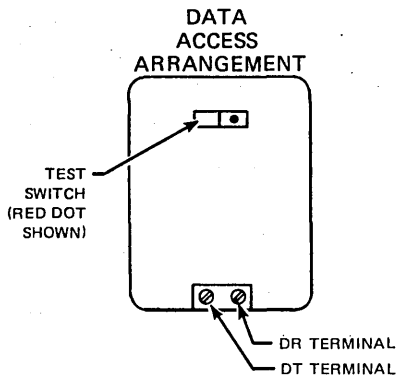 DATA
ACCESS
ARRANGEMENT
TEST
SWITCH
(RED DOT
SHOWN)
DR TERMINAL
DT TERMINAL